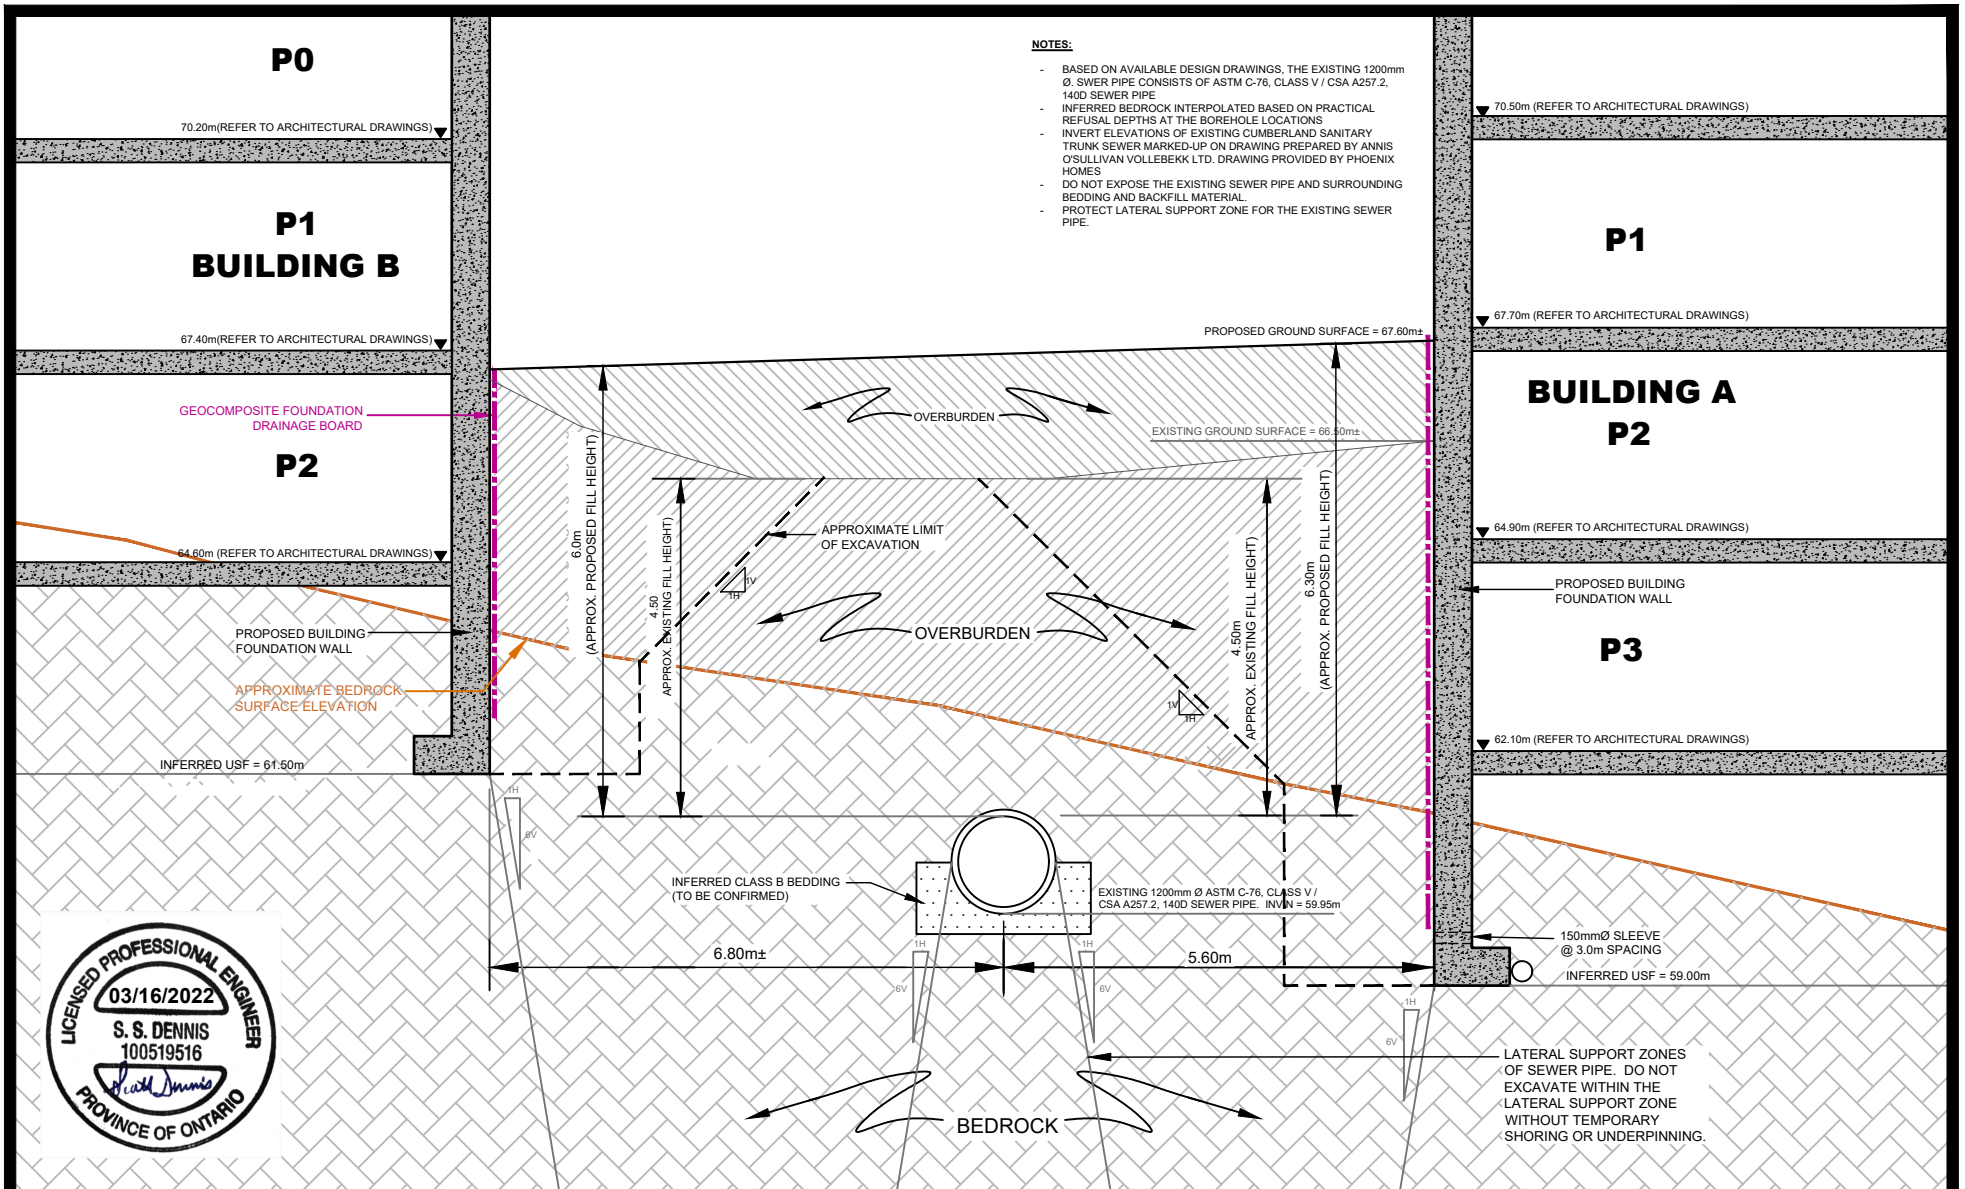 P0
70.20m(REFER TO ARCHITECTURAL DRAWINGS)
P1
BUILDING B
67.40m(REFER TO ARCHITECTURAL DRAWINGS)
GEOCOMPOSITE FOUNDATION
DRAINAGE BOARD
P2
64.60m (REFER TO ARCHITECTURAL DRAWINGS)
PROPOSED BUILDING
FOUNDATION WALL
APPROXIMATE BEDROCK
SURFACE ELEVATION
INFERRED USF = 61.50m
NOTES:
- BASED ON AVAILABLE DESIGN DRAWINGS, THE EXISTING 1200mm
Ø. SWER PIPE CONSISTS OF ASTM C-76, CLASS V / CSA A257.2,
140D SEWER PIPE
- INFERRED BEDROCK INTERPOLATED BASED ON PRACTICAL
REFUSAL DEPTHS AT THE BOREHOLE LOCATIONS
- INVERT ELEVATIONS OF EXISTING CUMBERLAND SANITARY
TRUNK SEWER MARKED-UP ON DRAWING PREPARED BY ANNIS
O'SULLIVAN VOLLEBEKK LTD. DRAWING PROVIDED BY PHOENIX
HOMES
- DO NOT EXPOSE THE EXISTING SEWER PIPE AND SURROUNDING
BEDDING AND BACKFILL MATERIAL.
- PROTECT LATERAL SUPPORT ZONE FOR THE EXISTING SEWER
PIPE.
PROPOSED GROUND SURFACE = 67.60m±
OVERBURDEN
EXISTING GROUND SURFACE = 66.50m±
6.0m
(APPROX. PROPOSED FILL HEIGHT)
4.50
APPROX. EXISTING FILL HEIGHT)
APPROXIMATE LIMIT
OF EXCAVATION
1V
1H
OVERBURDEN
4.50m
APPROX. EXISTING FILL HEIGHT)
6.30m
(APPROX. PROPOSED FILL HEIGHT)
1V
1H
1H
6V
INFERRED CLASS B BEDDING
(TO BE CONFIRMED)
EXISTING 1200mm Ø ASTM C-76, CLASS V /
CSA A257.2, 140D SEWER PIPE. INV IN = 59.95m
6.80m±
5.60m
1H
6V
1H
6V
1H
6V
BEDROCK
70.50m (REFER TO ARCHITECTURAL DRAWINGS)
P1
67.70m (REFER TO ARCHITECTURAL DRAWINGS)
BUILDING A
P2
64.90m (REFER TO ARCHITECTURAL DRAWINGS)
PROPOSED BUILDING
FOUNDATION WALL
P3
62.10m (REFER TO ARCHITECTURAL DRAWINGS)
150mmØ SLEEVE
@ 3.0m SPACING
INFERRED USF = 59.00m
LATERAL SUPPORT ZONES
OF SEWER PIPE. DO NOT
EXCAVATE WITHIN THE
LATERAL SUPPORT ZONE
WITHOUT TEMPORARY
SHORING OR UNDERPINNING.
LICENSED PROFESSIONAL ENGINEER
03/16/2022
S. S. DENNIS
100519516
Scott Dennis
PROVINCE OF ONTARIO